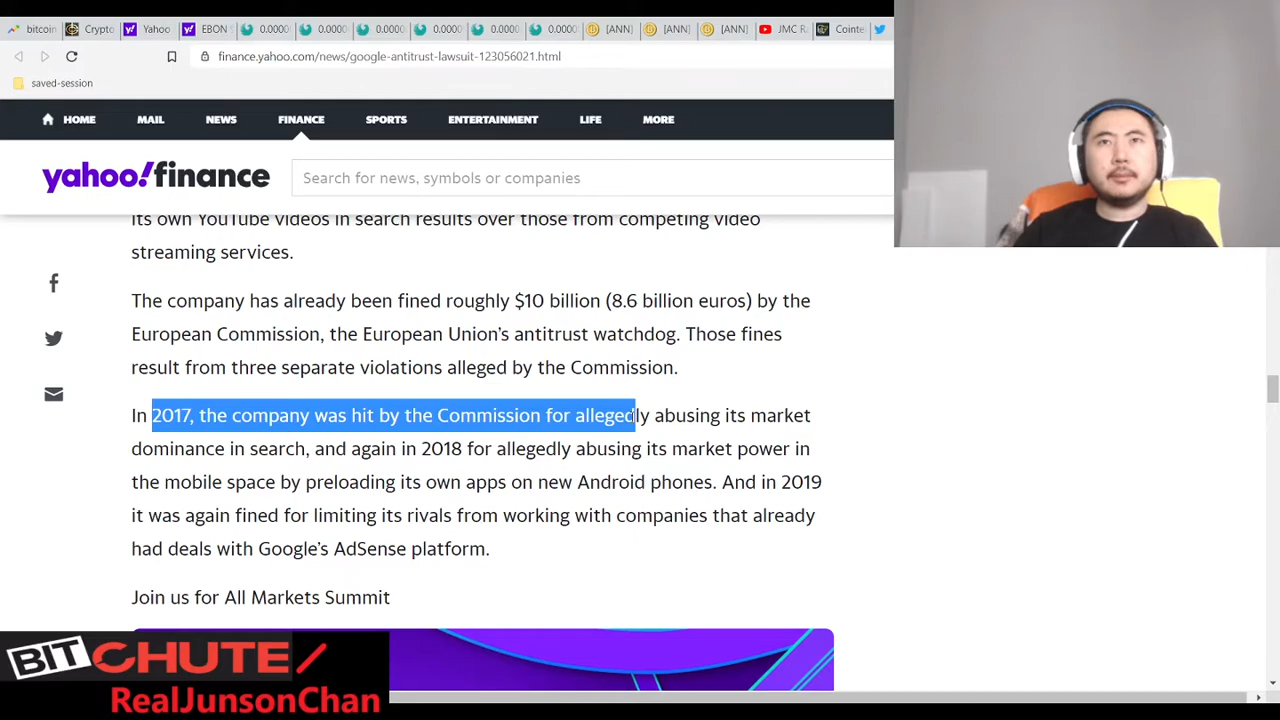 bitcoin
Crypto
Yahoo
EBON
0.0000
0.0000
0.0000
0.0000
0.0000
0.0000
[ANN]
[ANN]
[ANN]
JMC R
Cointe
finance.yahoo.com/news/google-antitrust-lawsuit-123056021.html
saved-session
HOME MAIL NEWS FINANCE SPORTS ENTERTAINMENT LIFE MORE
yahoo!finance
Search for news, symbols or companies
its own YouTube videos in search results over those from competing video
streaming services.
The company has already been fined roughly $10 billion (8.6 billion euros) by the
European Commission, the European Union's antitrust watchdog. Those fines
result from three separate violations alleged by the Commission.
In 2017, the company was hit by the Commission for allegedly abusing its market
dominance in search, and again in 2018 for allegedly abusing its market power in
the mobile space by preloading its own apps on new Android phones. And in 2019
it was again fined for limiting its rivals from working with companies that already
had deals with Google's AdSense platform.
Join us for All Markets Summit
BITCHUTE/
RealJunsonChan